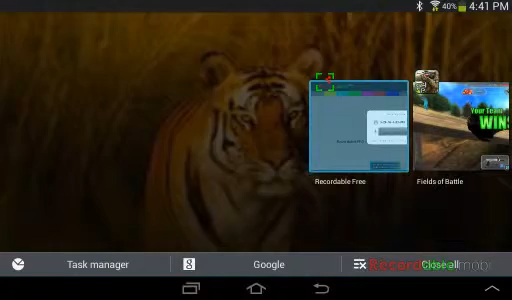 40% 4:41 PM
Your Team
WINS
Recordable Free
Fields of Battle
Task manager
Google
Close all